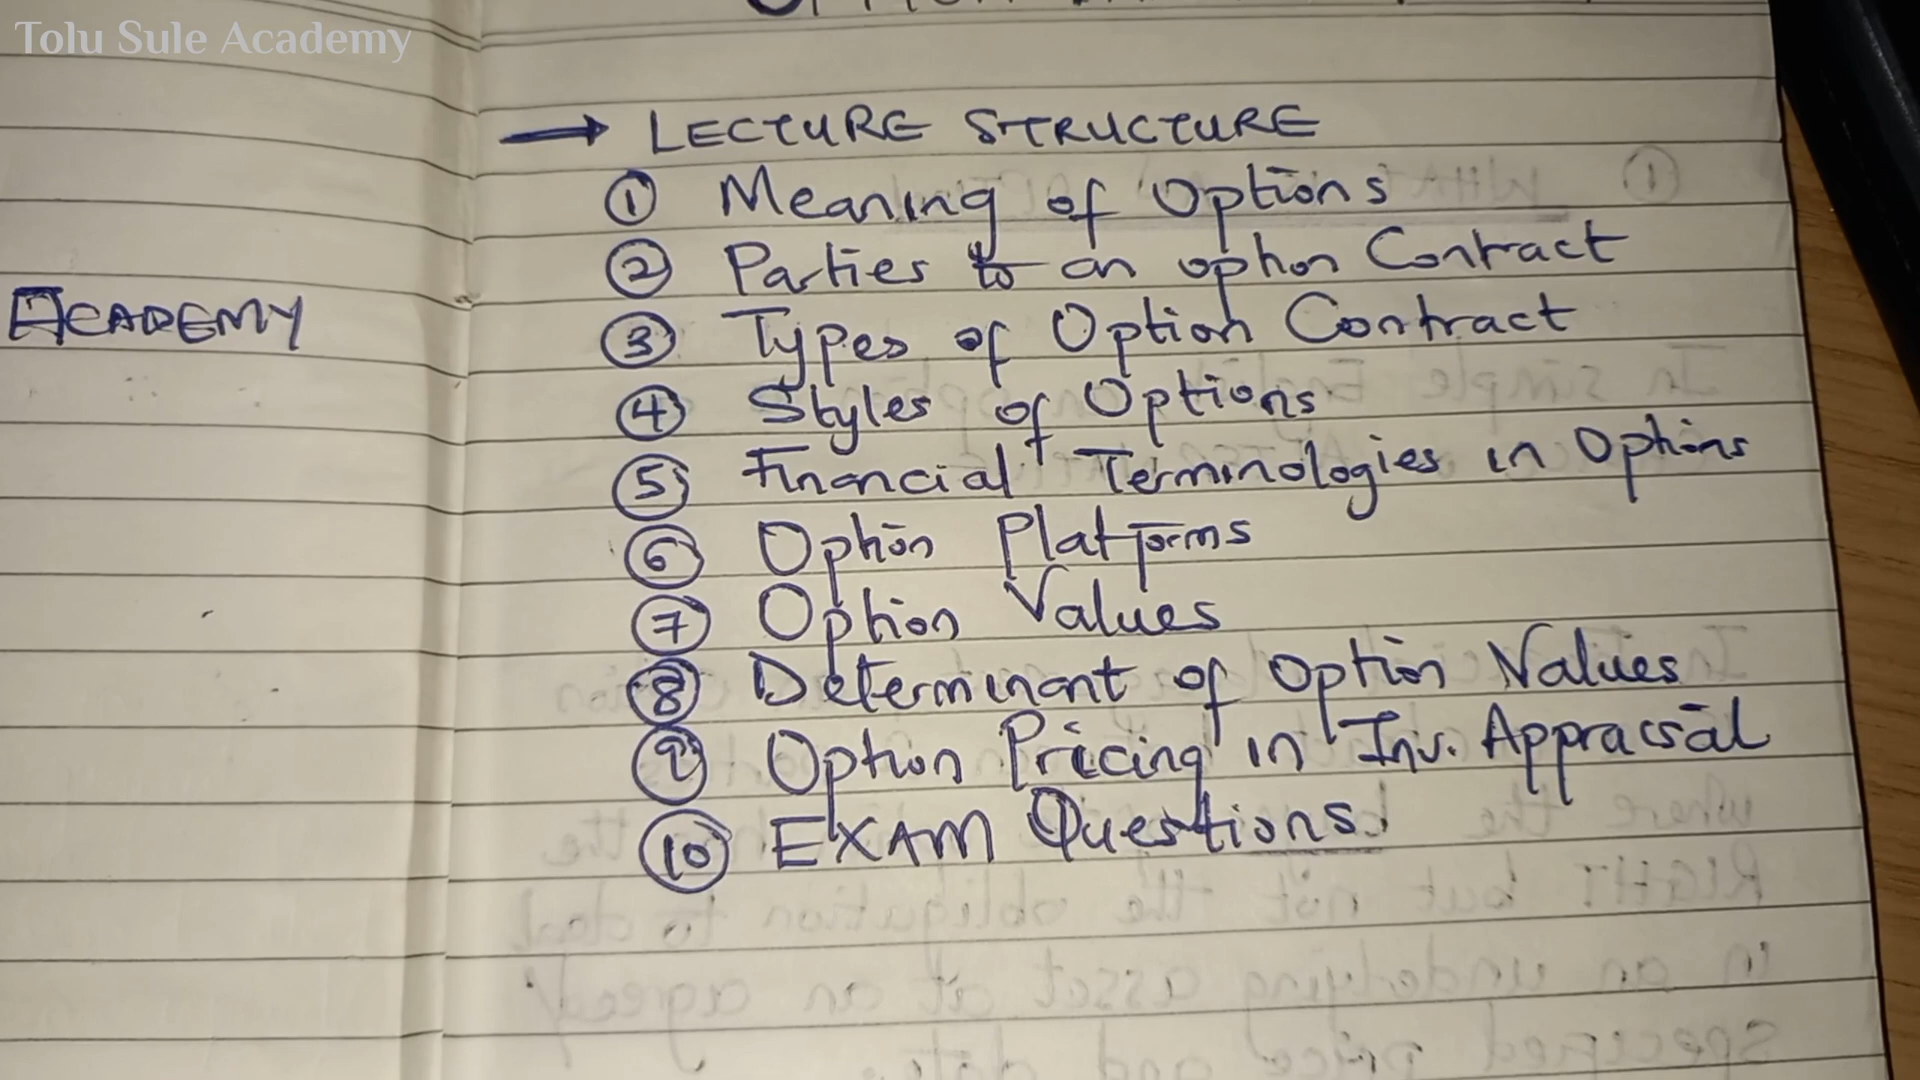 Tolu Sule Academy
ACADEMY
→ LECTURE STRUCTURE
① Meaning of Options
② Parties to an option Contract
③ Types of Option Contract
④ Styles of Options
⑤ Financial Terminologies in Options
⑥ Option Platforms
⑦ Option Values
⑧ Determinant of Option Values
⑨ Option Pricing in Inv. Appraisal
⑩ EXAM Questions.